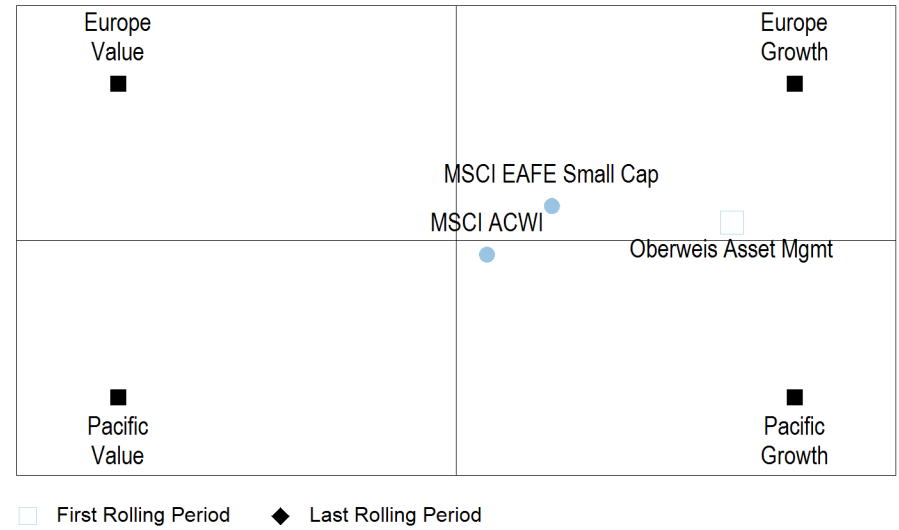 Europe
Value
Europe
Growth
MSCI EAFE Small Cap
MSCI ACWI
Oberweis Asset Mgmt
Pacific
Value
Pacific
Growth
First Rolling Period
Last Rolling Period